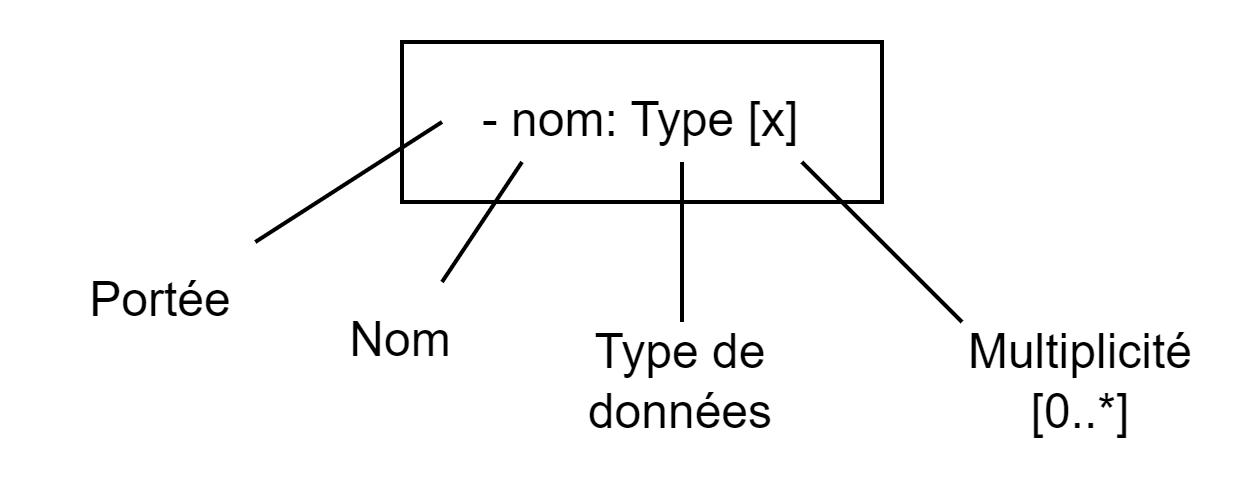 - nom: Type [x]
Portée
Nom
Type de
données
Multiplicité
[0..*]